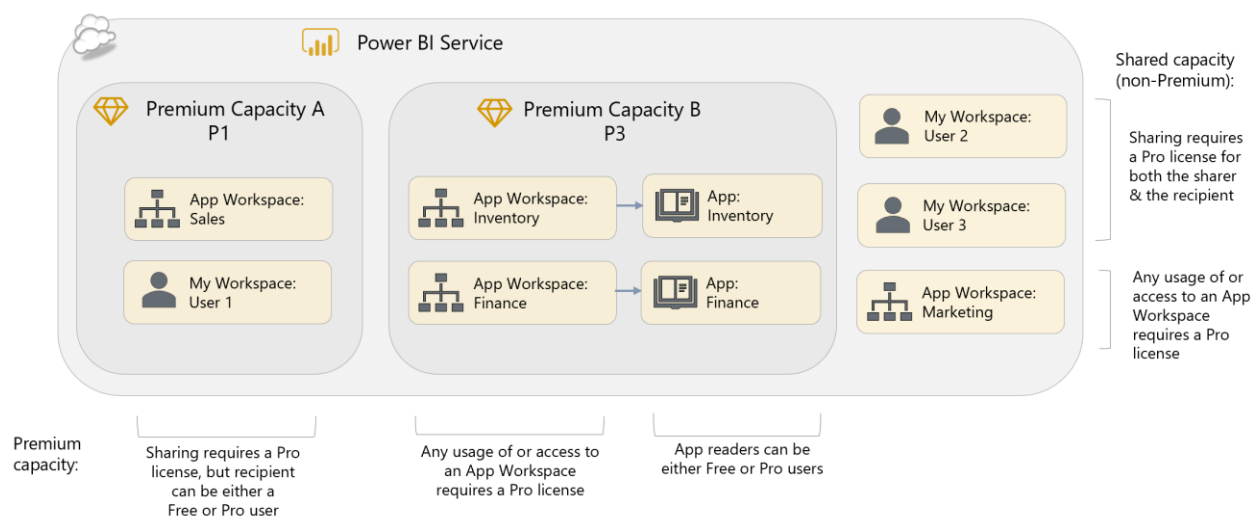 Power BI Service
Premium Capacity A
P1
App Workspace:
Sales
My Workspace:
User 1
Premium Capacity B
P3
App Workspace:
Inventory
App:
Inventory
App Workspace:
Finance
App:
Finance
My Workspace:
User 2
My Workspace:
User 3
App Workspace:
Marketing
Shared capacity
(non-Premium):
Sharing requires
a Pro license for
both the sharer
& the recipient
Any usage of or
access to an App
Workspace
requires a Pro
license
Premium
capacity:
Sharing requires a Pro
license, but recipient
can be either a
Free or Pro user
Any usage of or access to
an App Workspace
requires a Pro license
App readers can be
either Free or Pro users